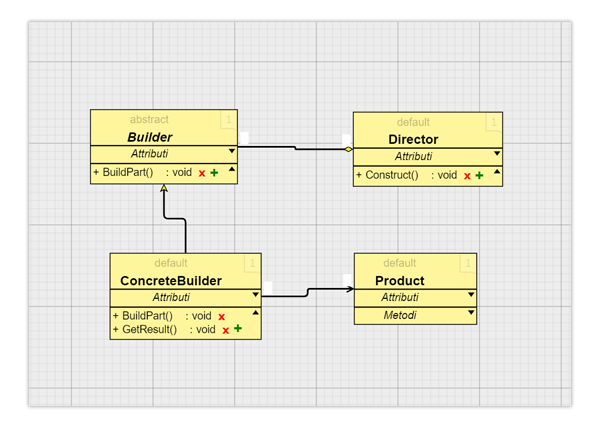 abstract 1
Builder
Attributi
+ BuildPart() : void x +
default 1
Director
Attributi
+ Construct() : void x +
default 1
ConcreteBuilder
Attributi
+ BuildPart() : void x
+ GetResult() : void x +
default 1
Product
Attributi
Metodi